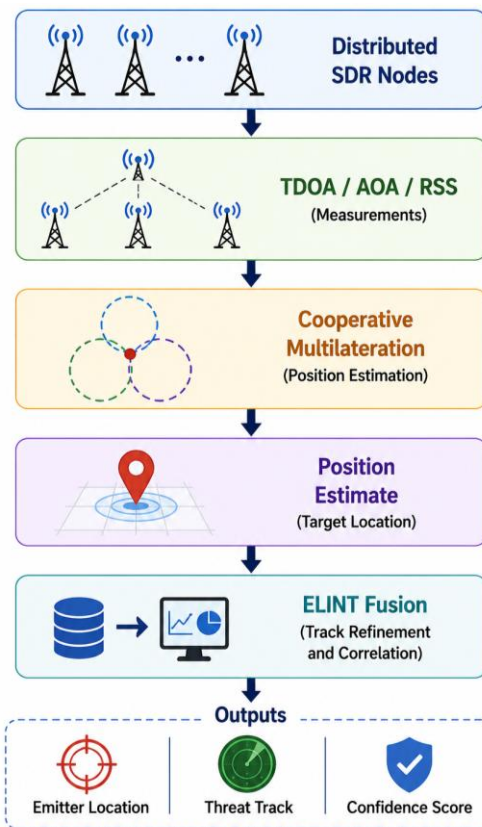 Distributed
SDR Nodes
TDOA / AOA / RSS
(Measurements)
Cooperative
Multilateration
(Position Estimation)
Position
Estimate
(Target Location)
ELINT Fusion
(Track Refinement
and Correlation)
Outputs
Emitter Location
Threat Track
Confidence Score